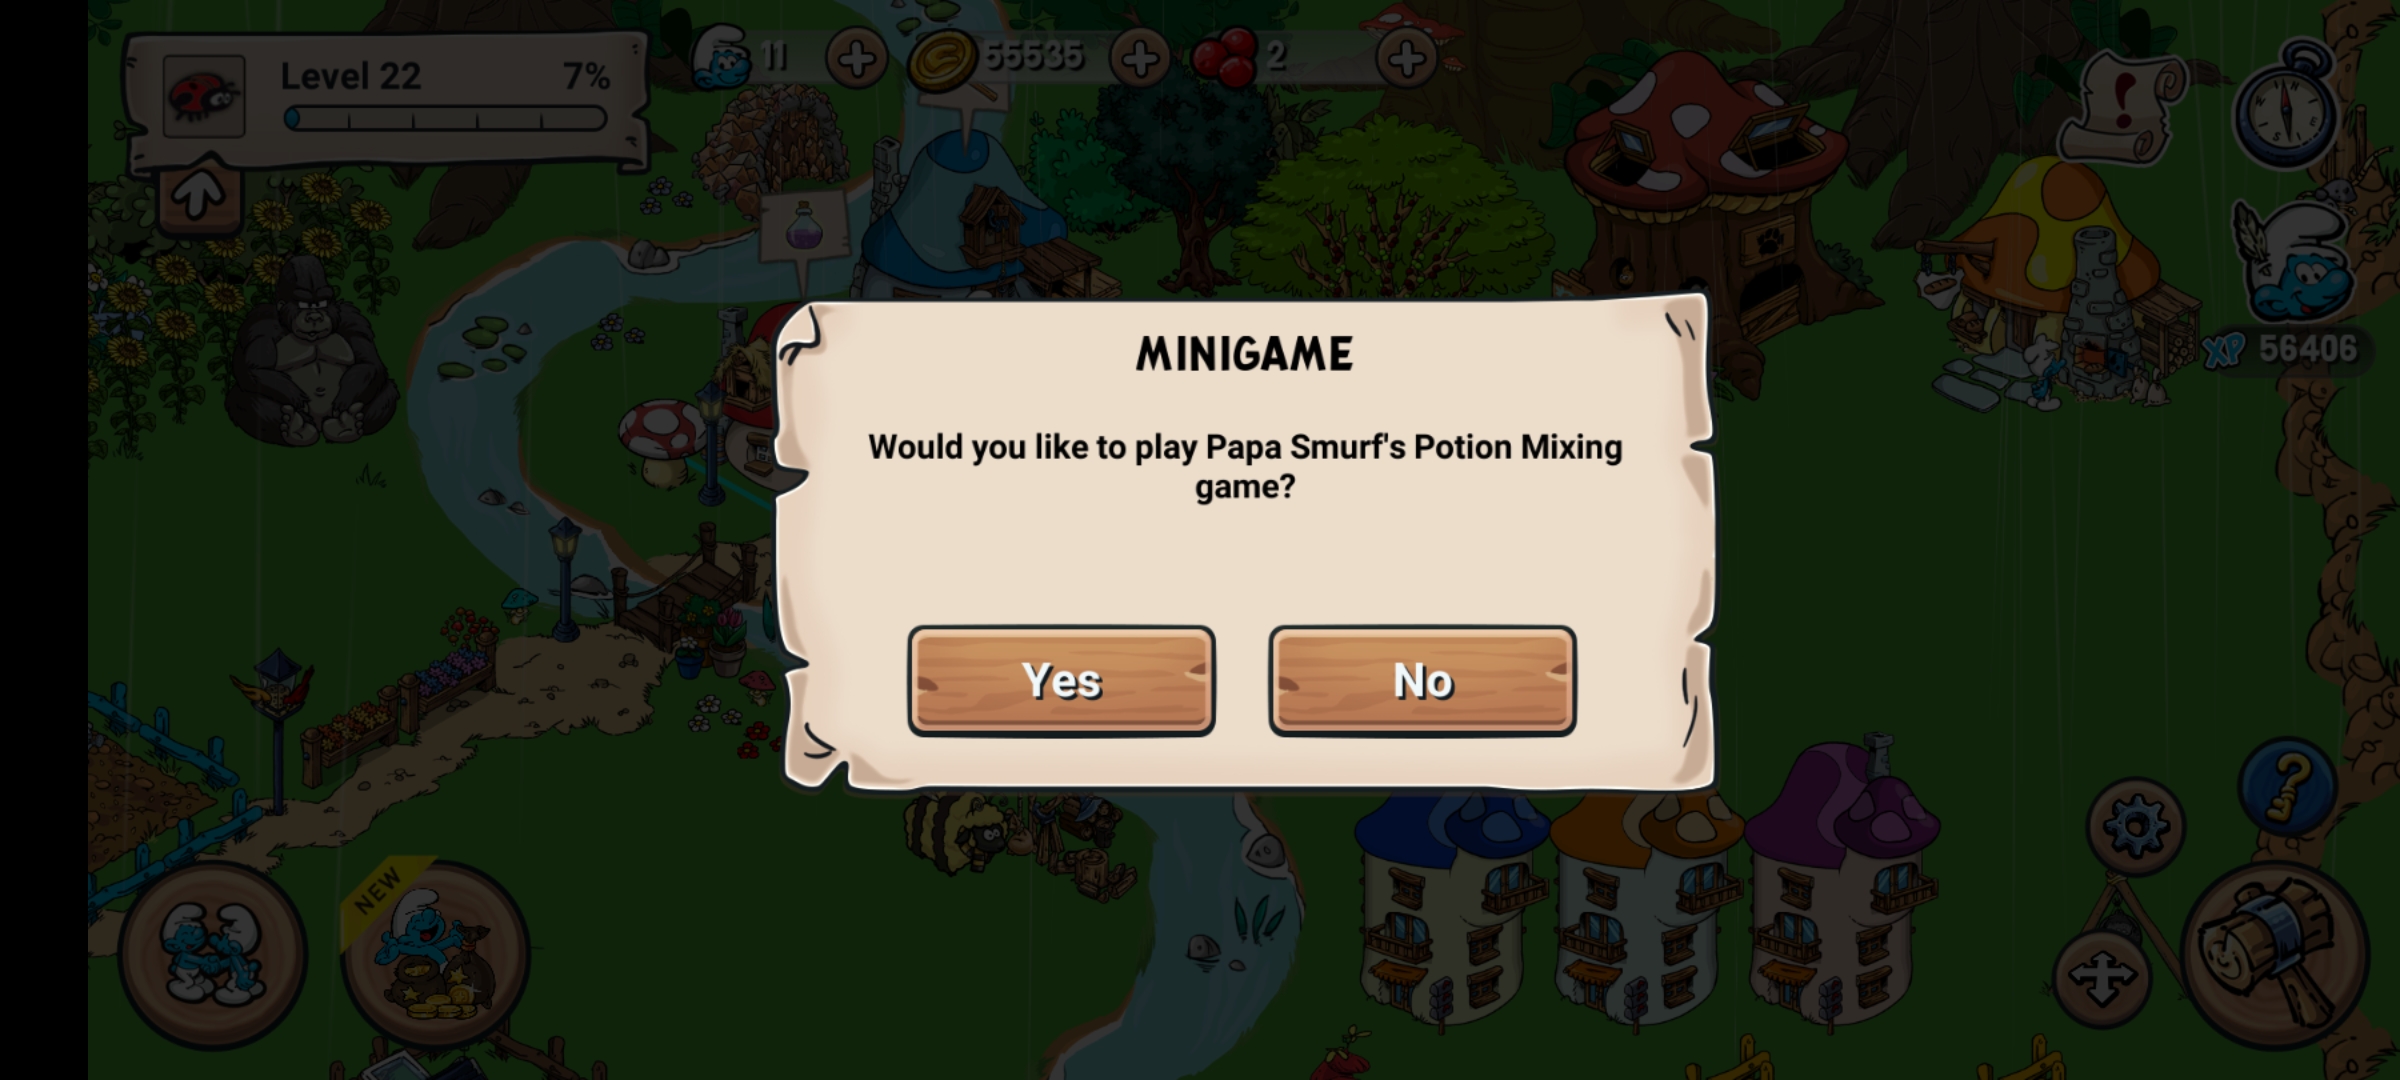 Level 22
7%
11
55535
2
XP 56406
MINIGAME
Would you like to play Papa Smurf's Potion Mixing
game?
Yes
No
NEW